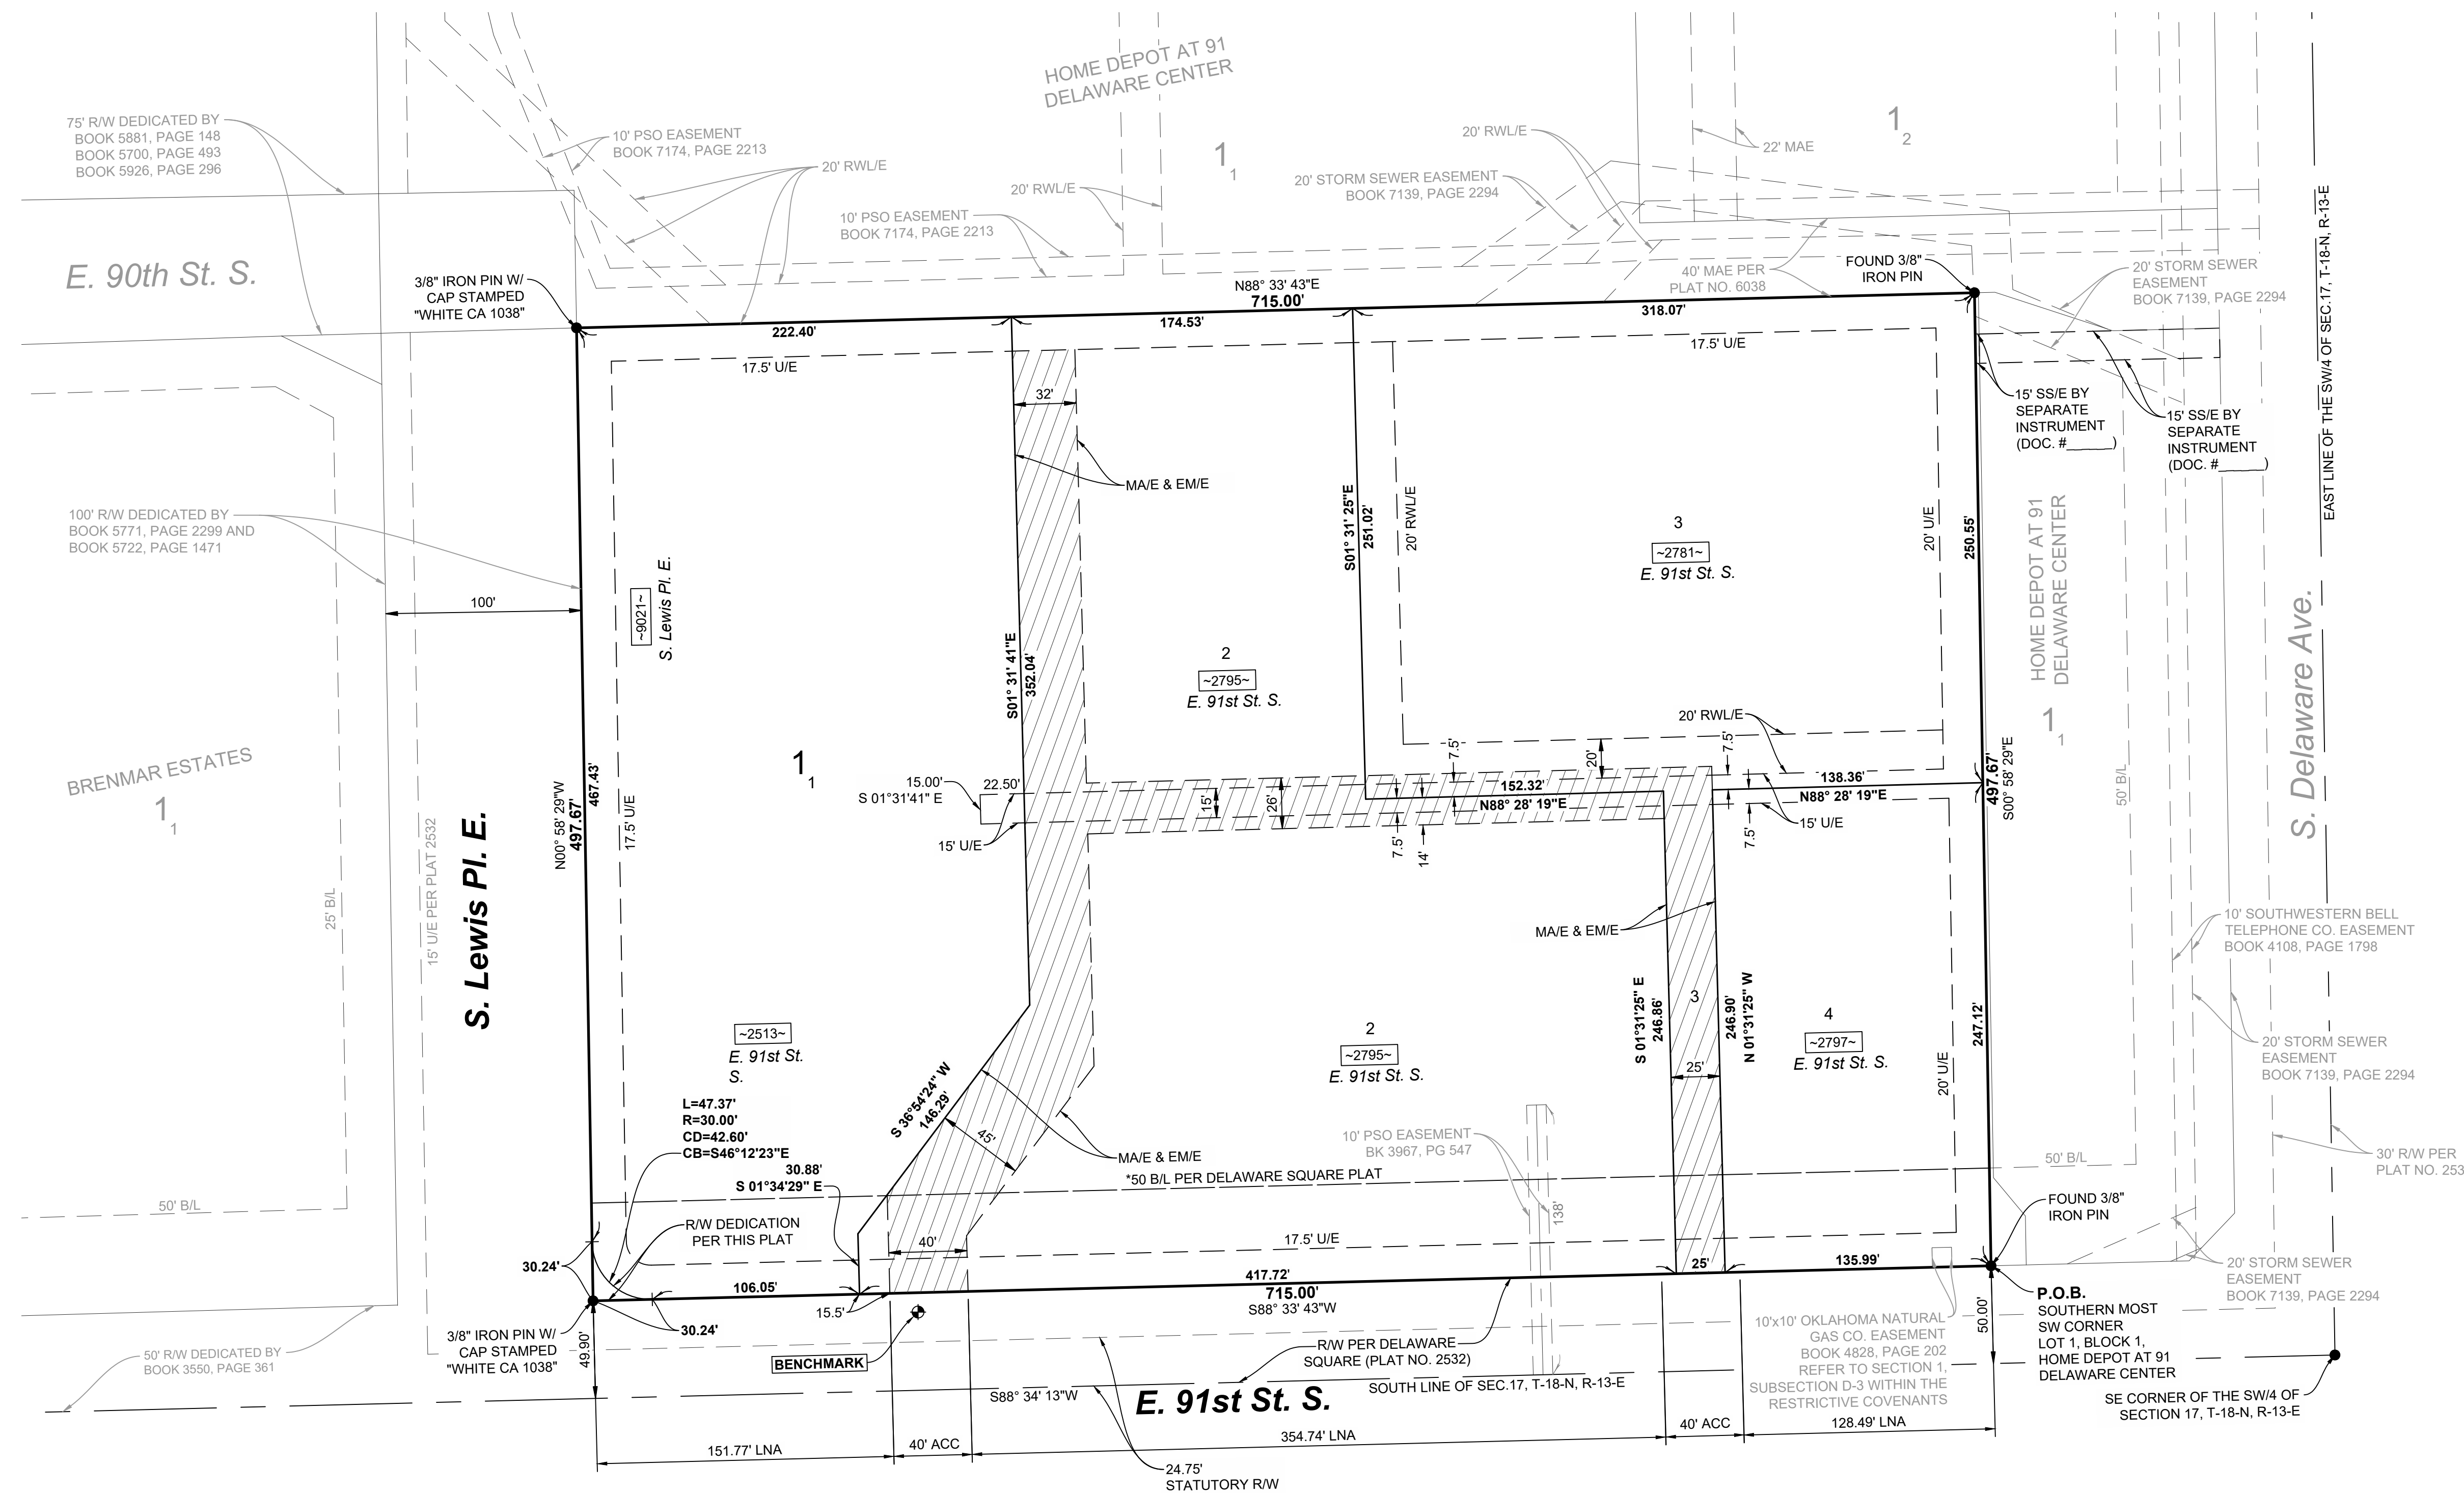 HOME DEPOT AT 91
DELAWARE CENTER
1
1
1
2
75' R/W DEDICATED BY
BOOK 5881, PAGE 148
BOOK 5700, PAGE 493
BOOK 5926, PAGE 296
10' PSO EASEMENT
BOOK 7174, PAGE 2213
20' RWL/E
20' RWL/E
10' PSO EASEMENT
BOOK 7174, PAGE 2213
20' RWL/E
20' STORM SEWER EASEMENT
BOOK 7139, PAGE 2294
22' MAE
E. 90th St. S.
3/8" IRON PIN W/
CAP STAMPED
"WHITE CA 1038"
N88° 33' 43"E
715.00'
40' MAE PER
PLAT NO. 6038
FOUND 3/8"
IRON PIN
20' STORM SEWER
EASEMENT
BOOK 7139, PAGE 2294
EAST LINE OF THE SW/4 OF SEC.17, T-18-N, R-13-E
222.40'
174.53'
318.07'
17.5' U/E
17.5' U/E
32'
15' SS/E BY
SEPARATE
INSTRUMENT
(DOC. #______)
15' SS/E BY
SEPARATE
INSTRUMENT
(DOC. #______)
MA/E & EM/E
100' R/W DEDICATED BY
BOOK 5771, PAGE 2299 AND
BOOK 5722, PAGE 1471
100'
~9021~
S. Lewis Pl. E.
S01° 31' 41"E
352.04'
S01° 31' 25"E
251.02'
20' RWL/E
3
~2781~
E. 91st St. S.
20' U/E
250.55'
HOME DEPOT AT 91
DELAWARE CENTER
1
1
S. Delaware Ave.
2
~2795~
E. 91st St. S.
20' RWL/E
7.5'
20'
7.5'
BRENMAR ESTATES
1
1
1
1
15.00'
S 01°31'41" E
22.50'
15'
26'
152.32'
N88° 28' 19"E
138.36'
N88° 28' 19"E
15' U/E
15' U/E
7.5'
14'
7.5'
497.67'
S00° 58' 29"E
50' B/L
N00° 58' 29"W
497.67'
467.43'
17.5' U/E
25' B/L
15' U/E PER PLAT 2532
S. Lewis Pl. E.
MA/E & EM/E
10' SOUTHWESTERN BELL
TELEPHONE CO. EASEMENT
BOOK 4108, PAGE 1798
S 01°31'25" E
246.86'
3
25'
246.90'
N 01°31'25" W
4
~2797~
E. 91st St. S.
247.12'
20' U/E
20' STORM SEWER
EASEMENT
BOOK 7139, PAGE 2294
~2513~
E. 91st St.
S.
2
~2795~
E. 91st St. S.
L=47.37'
R=30.00'
CD=42.60'
CB=S46°12'23"E
S 36°54'24" W
146.29'
45'
30.88'
S 01°34'29" E
MA/E & EM/E
10' PSO EASEMENT
BK 3967, PG 547
*50 B/L PER DELAWARE SQUARE PLAT
138'
50' B/L
30' R/W PER
PLAT NO. 253
50' B/L
R/W DEDICATION
PER THIS PLAT
40'
17.5' U/E
FOUND 3/8"
IRON PIN
30.24'
106.05'
15.5'
417.72'
715.00'
S88° 33' 43"W
25'
135.99'
20' STORM SEWER
EASEMENT
BOOK 7139, PAGE 2294
30.24'
3/8" IRON PIN W/
CAP STAMPED
"WHITE CA 1038"
49.90'
BENCHMARK
R/W PER DELAWARE
SQUARE (PLAT NO. 2532)
10'x10' OKLAHOMA NATURAL
GAS CO. EASEMENT
BOOK 4828, PAGE 202
REFER TO SECTION 1,
SUBSECTION D-3 WITHIN THE
RESTRICTIVE COVENANTS
50.00'
P.O.B.
SOUTHERN MOST
SW CORNER
LOT 1, BLOCK 1,
HOME DEPOT AT 91
DELAWARE CENTER
50' R/W DEDICATED BY
BOOK 3550, PAGE 361
S88° 34' 13"W
E. 91st St. S.
SOUTH LINE OF SEC.17, T-18-N, R-13-E
SE CORNER OF THE SW/4 OF
SECTION 17, T-18-N, R-13-E
151.77' LNA
40' ACC
354.74' LNA
40' ACC
128.49' LNA
24.75'
STATUTORY R/W